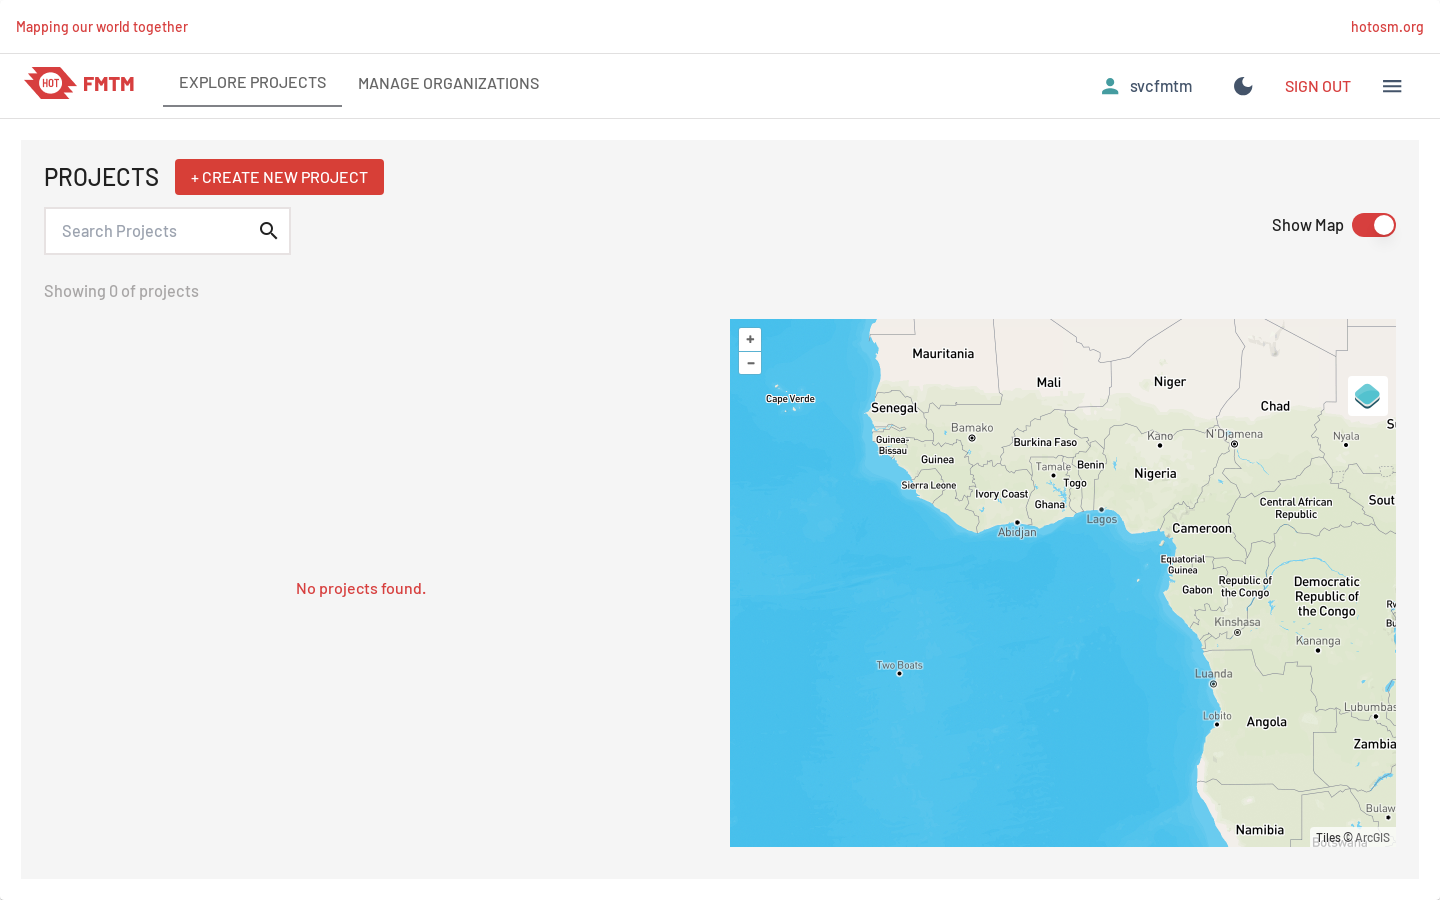 Mapping our world together
hotosm.org
HOT FMTM
EXPLORE PROJECTS
MANAGE ORGANIZATIONS
svcfmtm
SIGN OUT
PROJECTS
+ CREATE NEW PROJECT
Search Projects
Show Map
Showing 0 of projects
No projects found.
+
−
Mauritania
Mali
Niger
Chad
Cape Verde
Senegal
Bamako
Guinea-
Bissau
Burkina Faso
Kano
N'Djamena
Nyala
Guinea
Tamale
Benin
Togo
Nigeria
Sierra Leone
Ivory Coast
Ghana
Central African
Republic
Sout
Abidjan
Lagos
Cameroon
Equatorial
Guinea
Gabon
Republic of
the Congo
Democratic
Republic of
the Congo
Rw
Bu
Kinshasa
Kananga
Two Boats
Luanda
Lobito
Angola
Lubumbas
Zambia
Bulaw
Namibia
Botswana
Tiles © ArcGIS